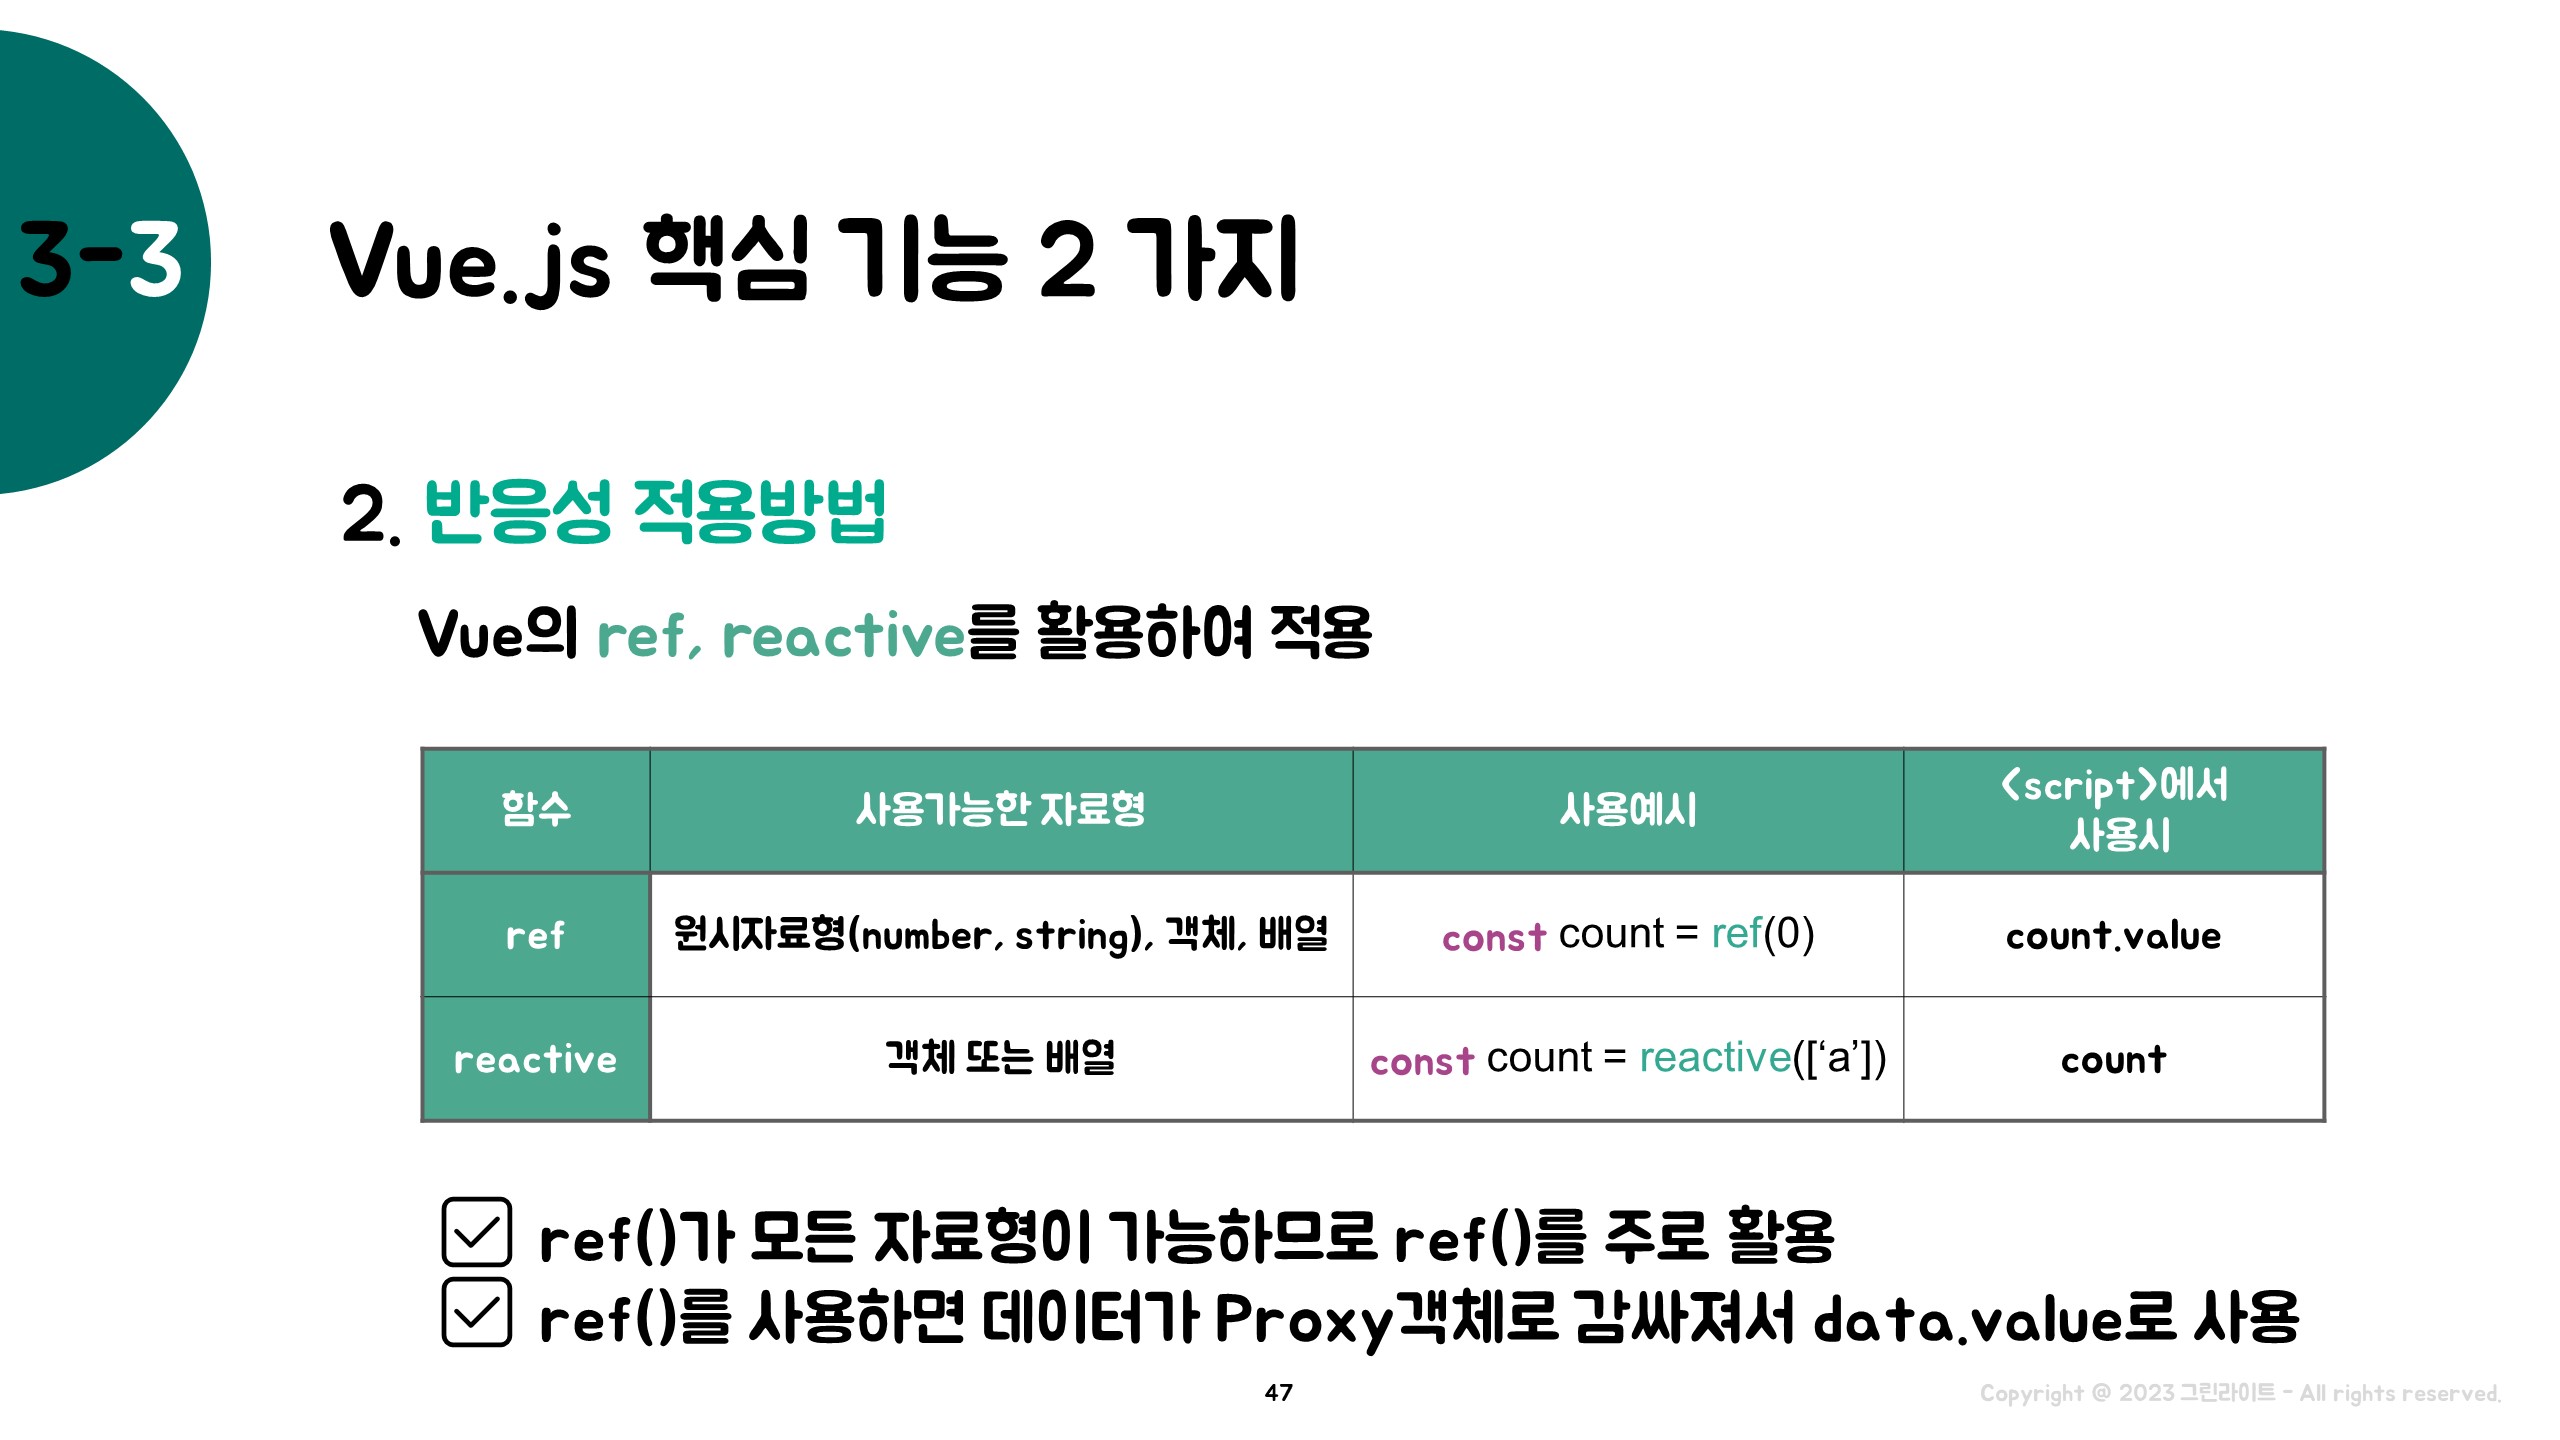 3-3
Vue.js 핵심 기능 2 가지
2. 반응성 적용방법
Vue의 ref, reactive를 활용하여 적용
함수
사용가능한 자료형
사용예시
<script>에서
사용시
ref
원시자료형(number, string), 객체, 배열
const count = ref(0)
count.value
reactive
객체 또는 배열
const count = reactive([‘a’])
count
ref()가 모든 자료형이 가능하므로 ref()를 주로 활용
ref()를 사용하면 데이터가 Proxy객체로 감싸져서 data.value로 사용
47
Copyright @ 2023 그린라이트 - All rights reserved.